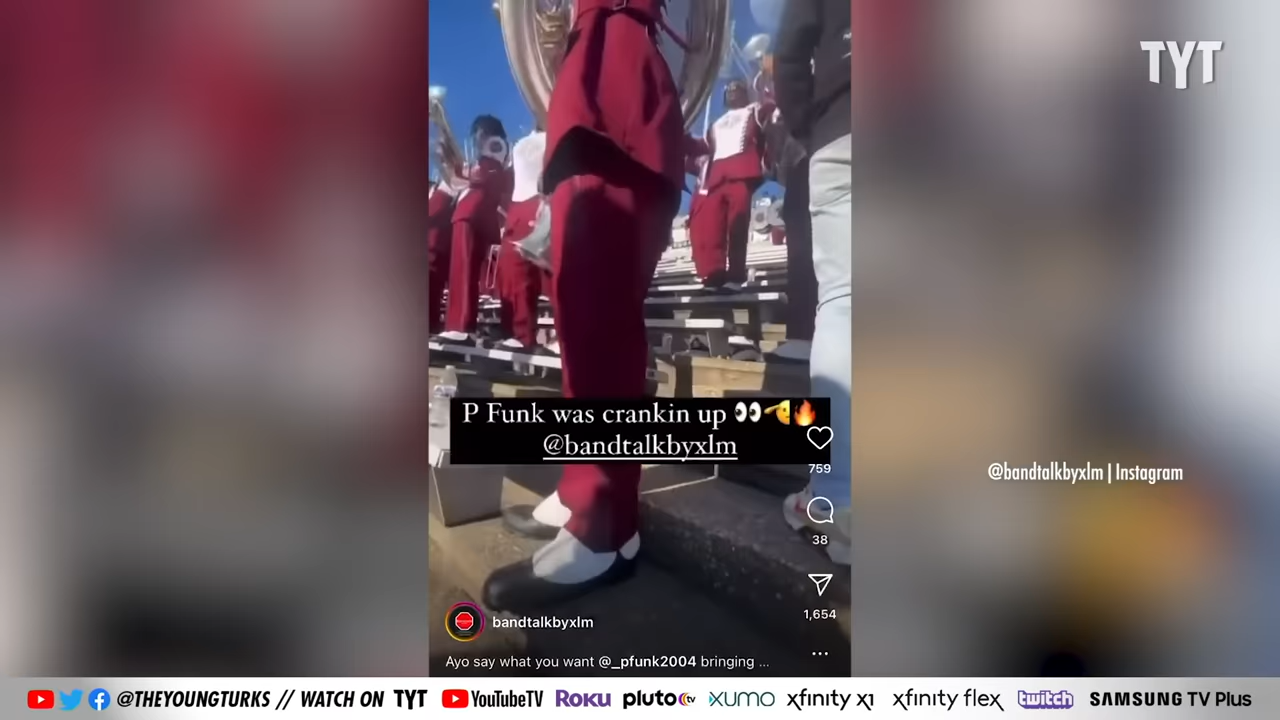 TYT
P Funk was crankin up 👀🫡🔥
@bandtalkbyxlm
759
@bandtalkbyxlm | Instagram
38
1,654
bandtalkbyxlm
Ayo say what you want @_pfunk2004 bringing ...
@THEYOUNGTURKS // WATCH ON TYT YouTubeTV ROKU pluto tv xumo xfinity x1 xfinity flex twitch SAMSUNG TV Plus